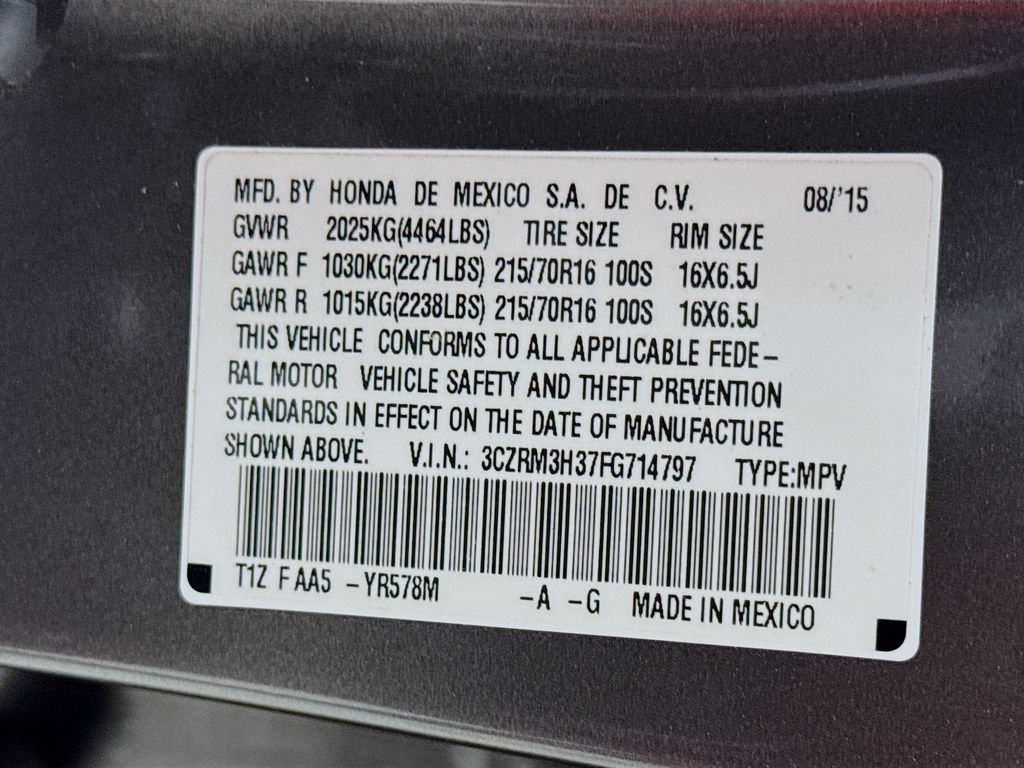 MFD. BY HONDA DE MEXICO S.A. DE C.V. 08/'15
GVWR 2025KG(4464LBS) TIRE SIZE RIM SIZE
GAWR F 1030KG(2271LBS) 215/70R16 100S 16X6.5J
GAWR R 1015KG(2238LBS) 215/70R16 100S 16X6.5J
THIS VEHICLE CONFORMS TO ALL APPLICABLE FEDE-
RAL MOTOR VEHICLE SAFETY AND THEFT PREVENTION
STANDARDS IN EFFECT ON THE DATE OF MANUFACTURE
SHOWN ABOVE. V.I.N.: 3CZRM3H37FG714797 TYPE:MPV
T1Z F AA5 -YR578M -A -G MADE IN MEXICO